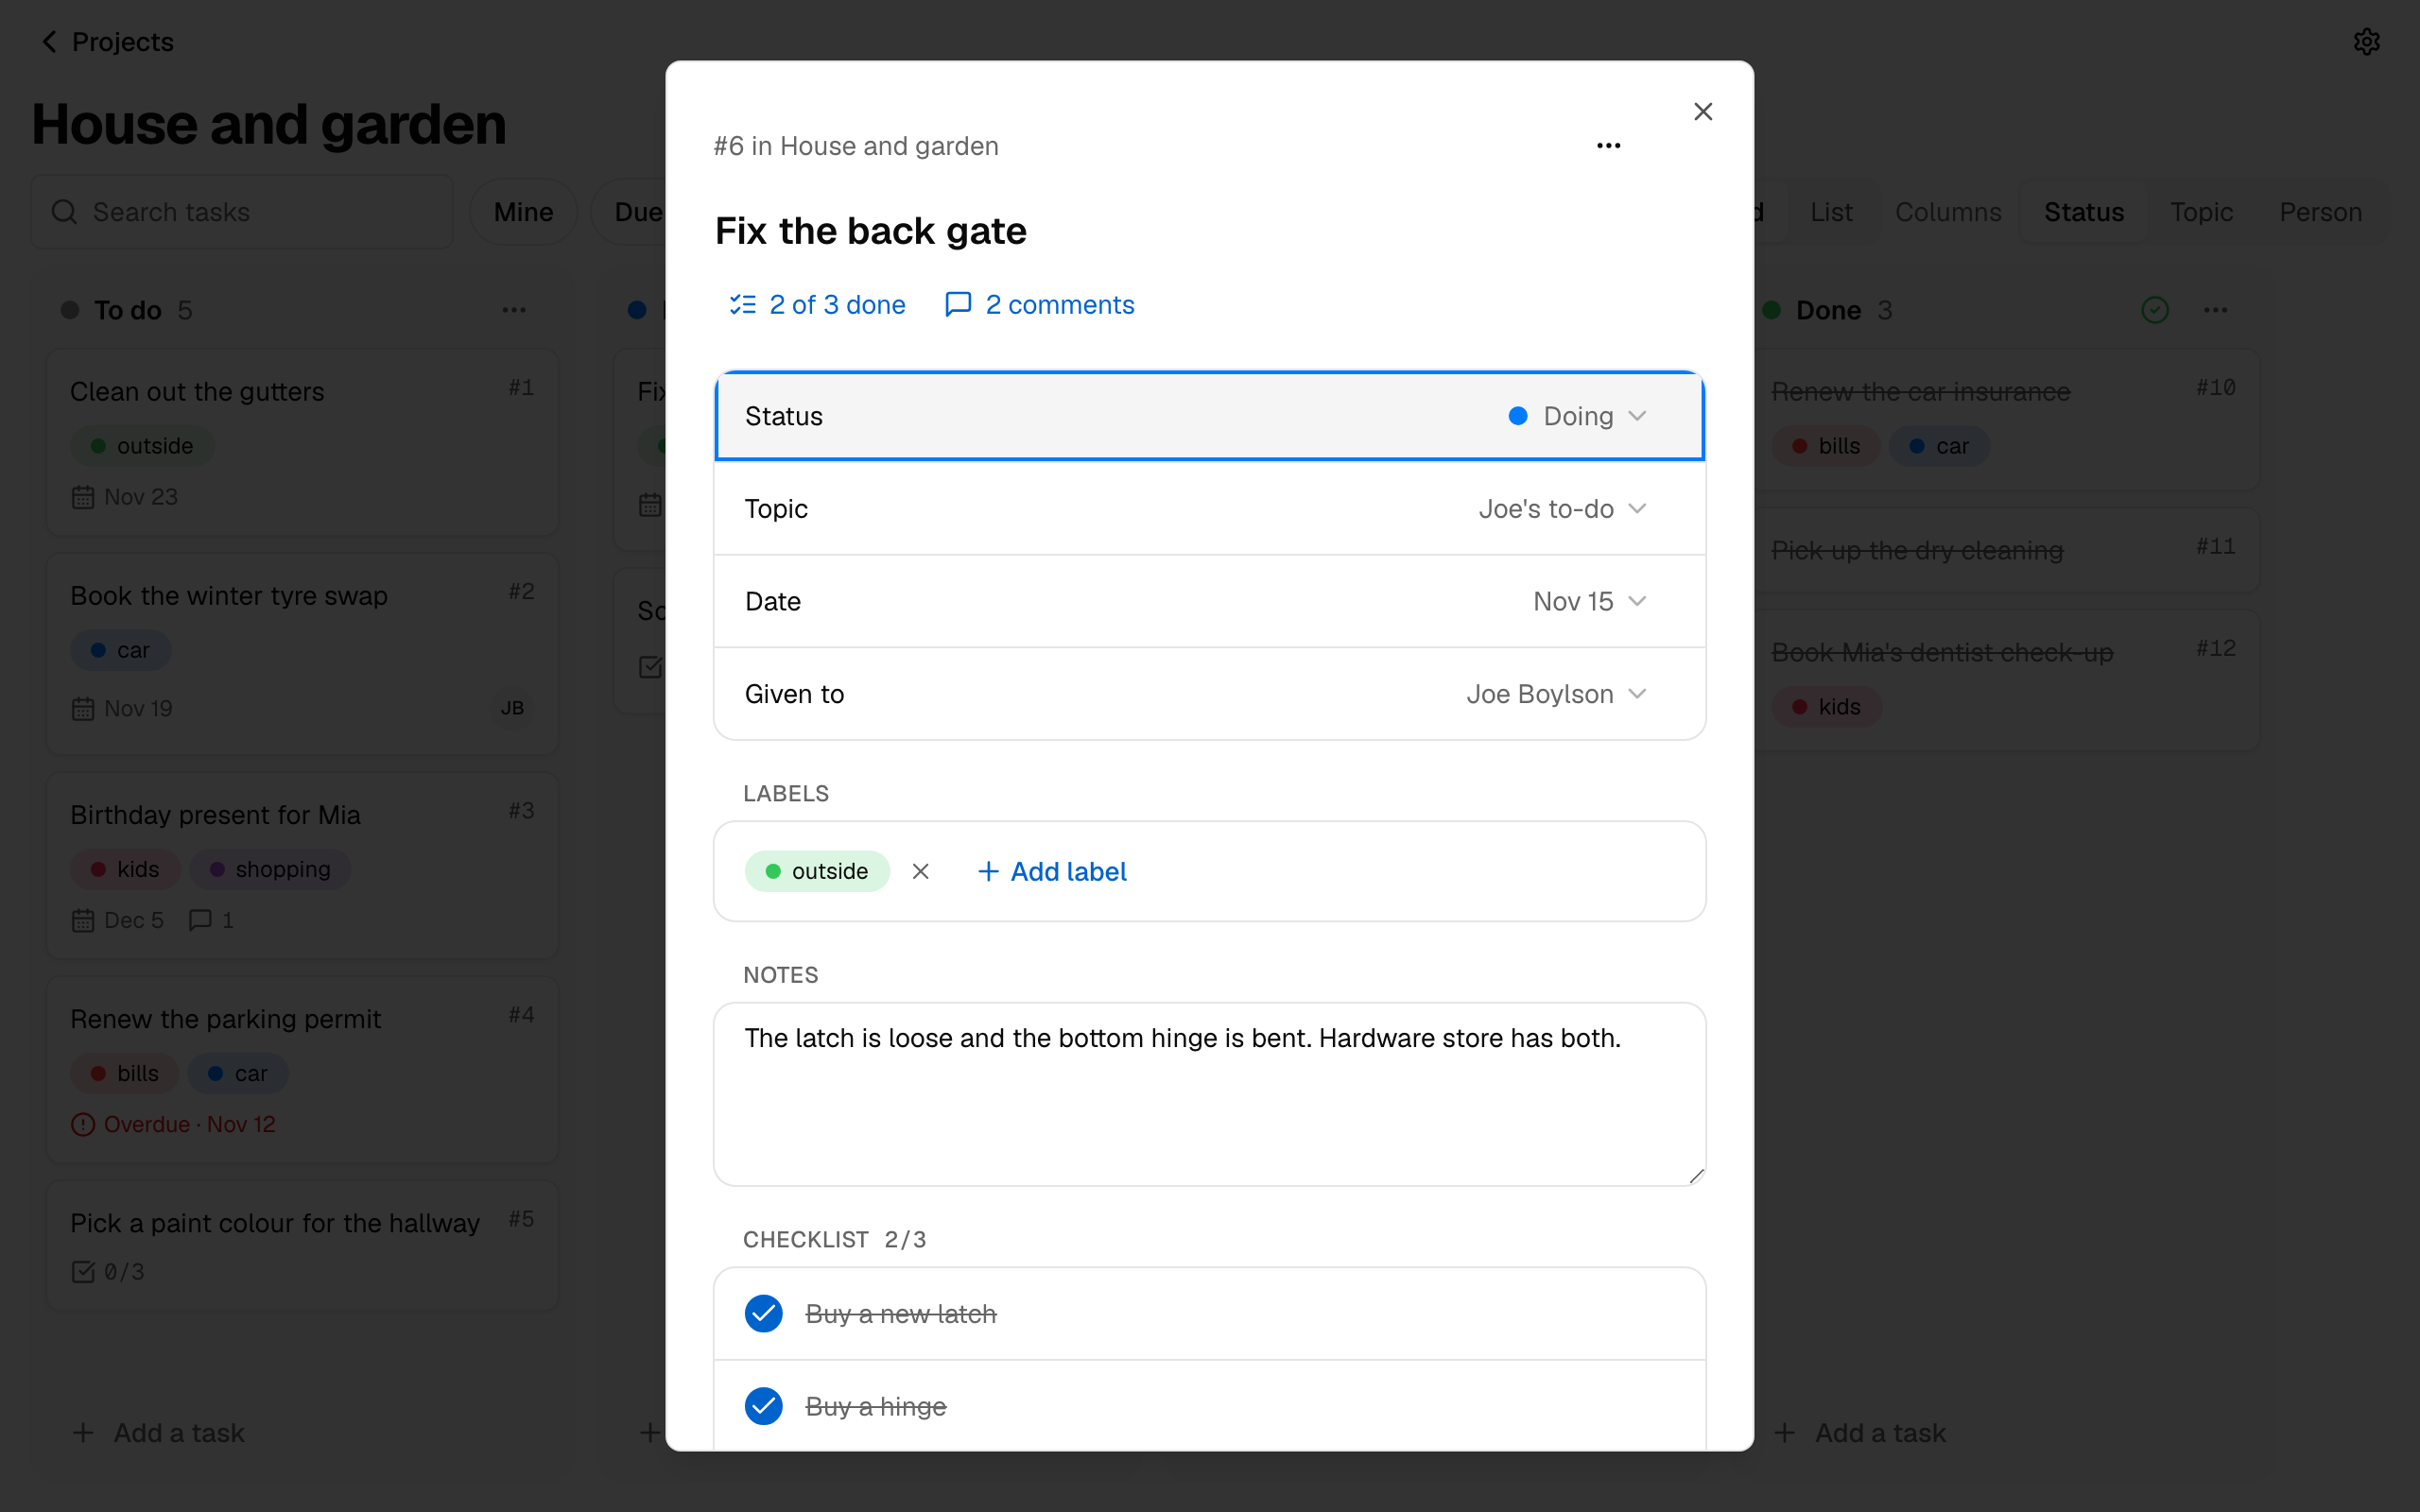 Projects
House and garden
Search tasks
Mine
Due
List
Columns
Status
Topic
Person
To do 5
Clean out the gutters #1
outside
Nov 23
Book the winter tyre swap #2
car
Nov 19
JB
Birthday present for Mia #3
kids shopping
Dec 5 1
Renew the parking permit #4
bills car
Overdue · Nov 12
Pick a paint colour for the hallway #5
0/3
Add a task
#6 in House and garden
Fix the back gate
2 of 3 done 2 comments
Status Doing
Topic Joe's to-do
Date Nov 15
Given to Joe Boylson
LABELS
outside Add label
NOTES
The latch is loose and the bottom hinge is bent. Hardware store has both.
CHECKLIST 2/3
Buy a new latch
Buy a hinge
Done 3
Renew the car insurance #10
bills car
Pick up the dry cleaning #11
Book Mia's dentist check-up #12
kids
Add a task